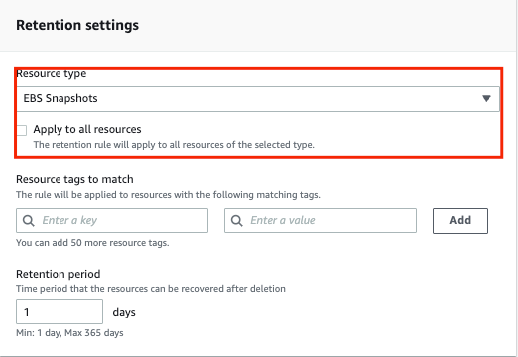 Retention settings
Resource type
EBS Snapshots
Apply to all resources
The retention rule will apply to all resources of the selected type.
Resource tags to match
The rule will be applied to resources with the following matching tags.
Enter a key
Enter a value
Add
You can add 50 more resource tags.
Retention period
Time period that the resources can be recovered after deletion
1
days
Min: 1 day, Max 365 days